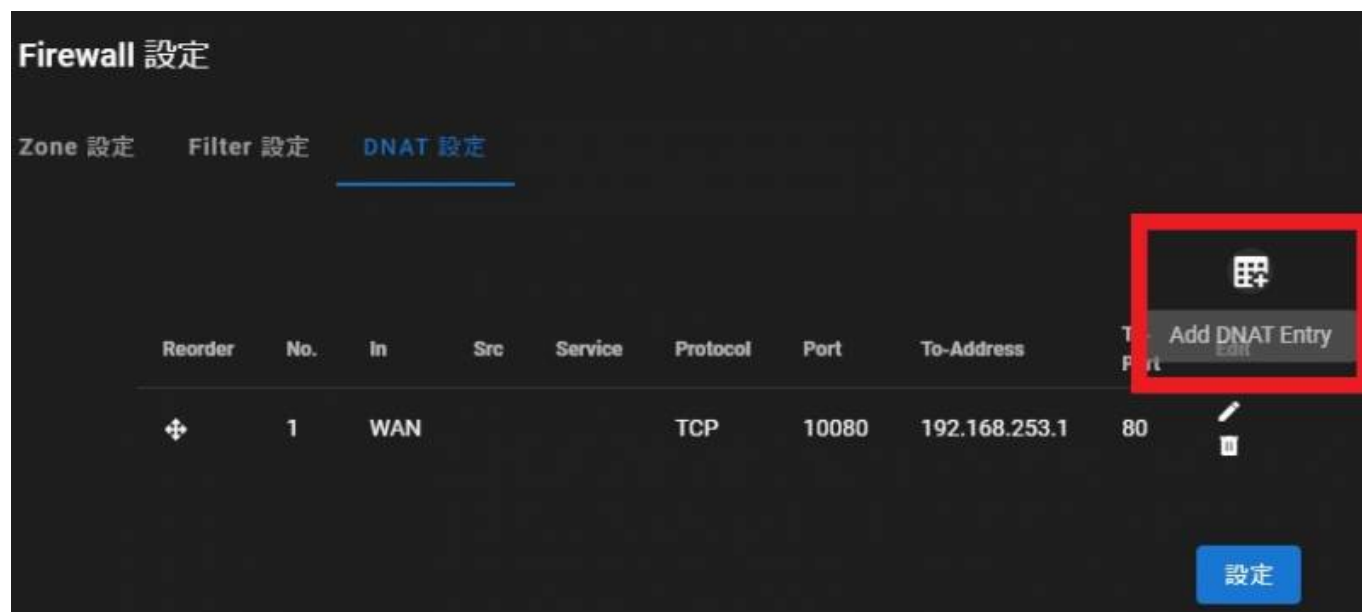 Firewall 設定
Zone 設定 Filter 設定 DNAT 設定
Add DNAT Entry
Reorder No. In Src Service Protocol Port To-Address Edit
1 WAN TCP 10080 192.168.253.1 80
設定